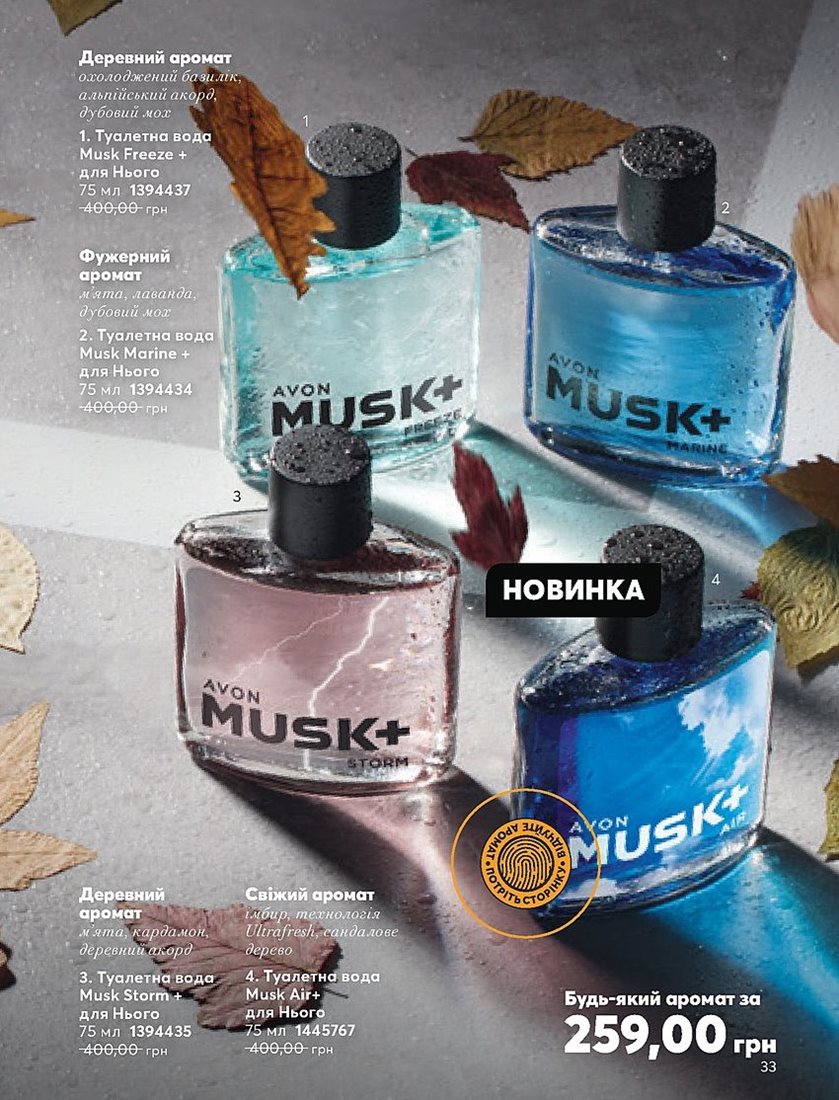 Деревний аромат
охолоджений базилік,
альпійський акорд,
дубовий мох
1. Туалетна вода
Musk Freeze +
для Нього
75 мл 1394437
400,00 грн
Фужерний
аромат
м'ята, лаванда,
дубовий мох
2. Туалетна вода
Musk Marine +
для Нього
75 мл 1394434
400,00 грн
1
2
AVON
MUSK+
FREEZE
AVON
MUSK+
MARINE
3
4
НОВИНКА
AVON
MUSK+
STORM
AVON
MUSK+
AIR
ВІДЧУЙТЕ АРОМАТ • ПОТРІТЬ СТОРІНКУ •
Деревний
аромат
м'ята, кардамон,
деревний акорд
3. Туалетна вода
Musk Storm +
для Нього
75 мл 1394435
400,00 грн
Свіжий аромат
імбир, технологія
Ultrafresh, сандалове
дерево
4. Туалетна вода
Musk Air+
для Нього
75 мл 1445767
400,00 грн
Будь-який аромат за
259,00 грн
33